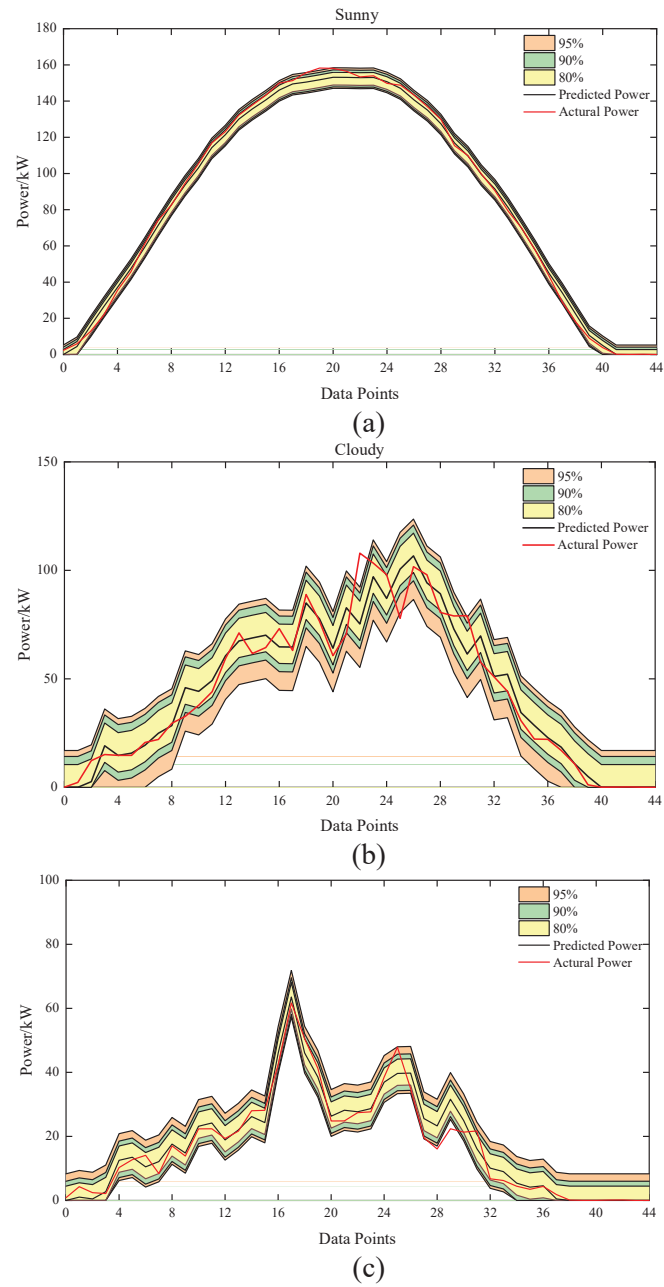 Sunny
180
160
140
120
100
80
60
40
20
0
Power/kW
95%
90%
80%
Predicted Power
Actural Power
0 4 8 12 16 20 24 28 32 36 40 44
Data Points
(a)
Cloudy
150
100
50
0
Power/kW
95%
90%
80%
Predicted Power
Actural Power
0 4 8 12 16 20 24 28 32 36 40 44
Data Points
(b)
100
80
60
40
20
0
Power/kW
95%
90%
80%
Predicted Power
Actural Power
0 4 8 12 16 20 24 28 32 36 40 44
Data Points
(c)